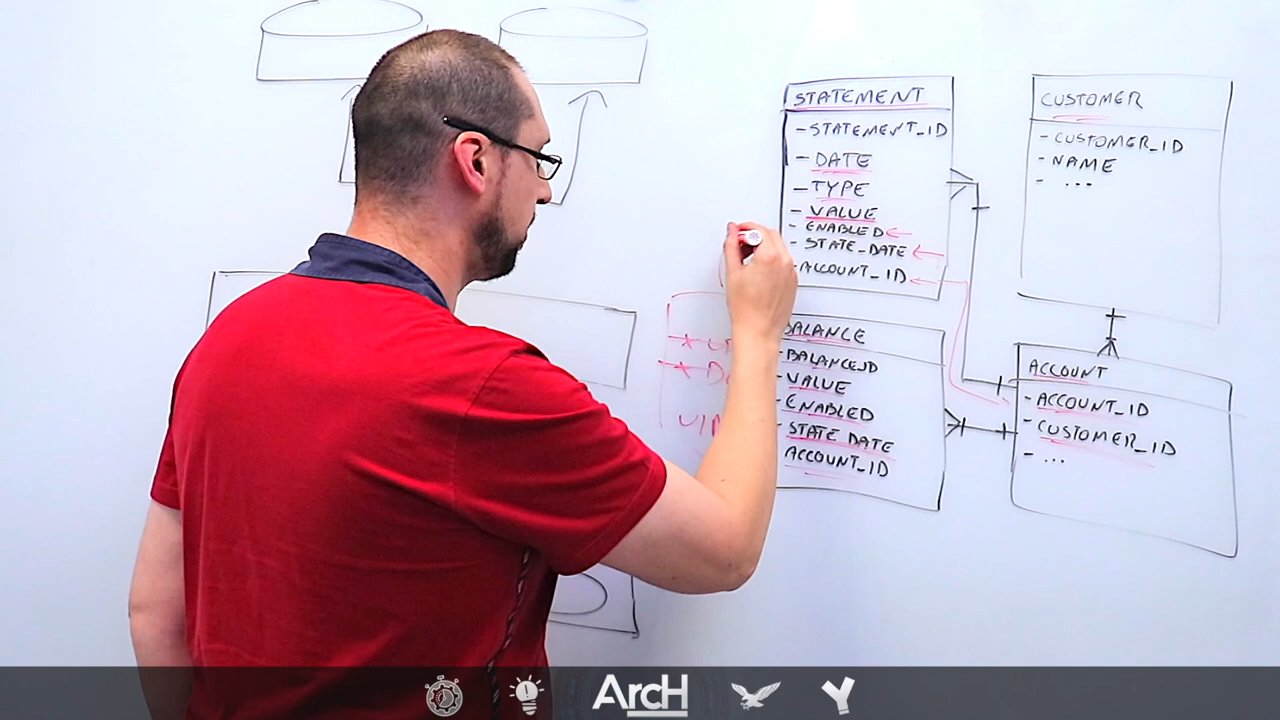 STATEMENT
- STATEMENT_ID
- DATE
- TYPE
- VALUE
- ENABLED
- STATE_DATE
- ACCOUNT_ID
CUSTOMER
- CUSTOMER_ID
- NAME
- ...
BALANCE
- BALANCE_ID
- VALUE
- ENABLED
- STATE DATE
ACCOUNT_ID
ACCOUNT
- ACCOUNT_ID
- CUSTOMER_ID
- ...
ArcH